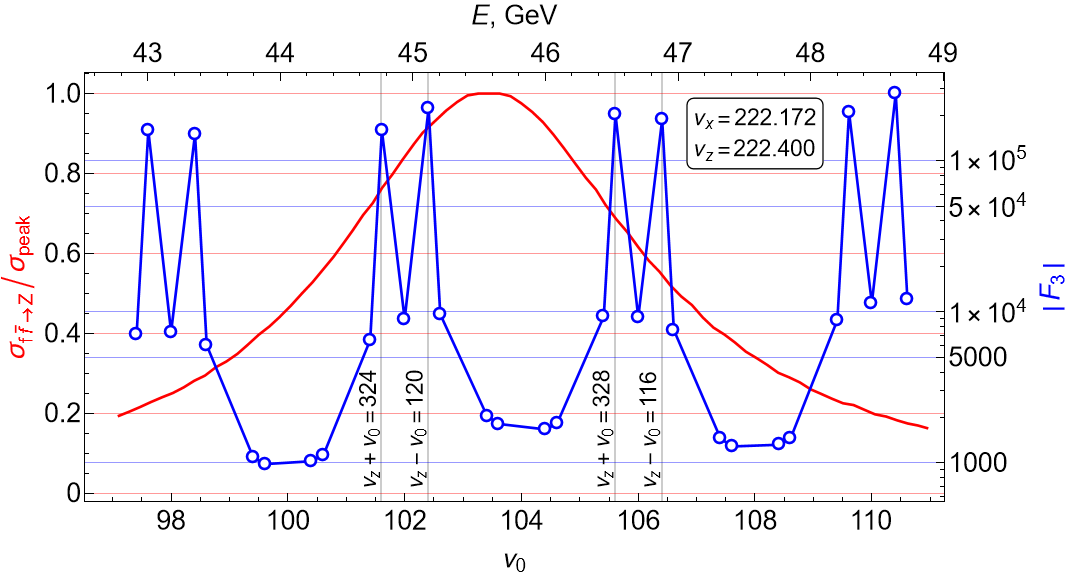 E, GeV
43 44 45 46 47 48 49
1.0
0.8
0.6
0.4
0.2
0
σf f̄→Z / σpeak
νx = 222.172
νz = 222.400
1×10⁵
5×10⁴
1×10⁴
5000
1000
|F₃|
νz + ν0 = 324
νz − ν0 = 120
νz + ν0 = 328
νz − ν0 = 116
98 100 102 104 106 108 110
ν0